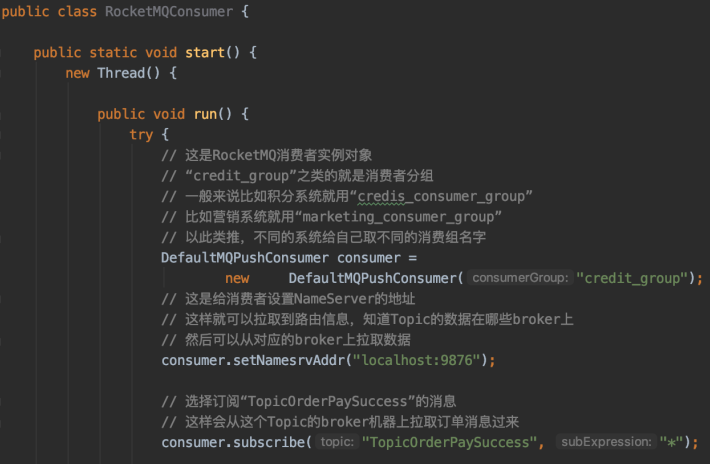 public class RocketMQConsumer {
public static void start() {
new Thread() {
public void run() {
try {
// 这是RocketMQ消费者实例对象
// “credit_group”之类的就是消费者分组
// 一般来说比如积分系统就用“credis_consumer_group”
// 比如营销系统就用“marketing_consumer_group”
// 以此类推，不同的系统给自己取不同的消费组名字
DefaultMQPushConsumer consumer =
new DefaultMQPushConsumer( consumerGroup: "credit_group");
// 这是给消费者设置NameServer的地址
// 这样就可以拉取到路由信息，知道Topic的数据在哪些broker上
// 然后可以从对应的broker上拉取数据
consumer.setNamesrvAddr("localhost:9876");
// 选择订阅“TopicOrderPaySuccess”的消息
// 这样会从这个Topic的broker机器上拉取订单消息过来
consumer.subscribe( topic: "TopicOrderPaySuccess", subExpression: "*");